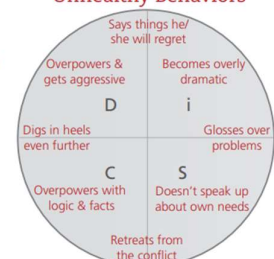 Unhealthy Behaviors
Says things he/
she will regret
Overpowers &
gets aggressive
Becomes overly
dramatic
D
i
Digs in heels
even further
Glosses over
problems
C
S
Overpowers with
logic & facts
Doesn't speak up
about own needs
Retreats from
the conflict